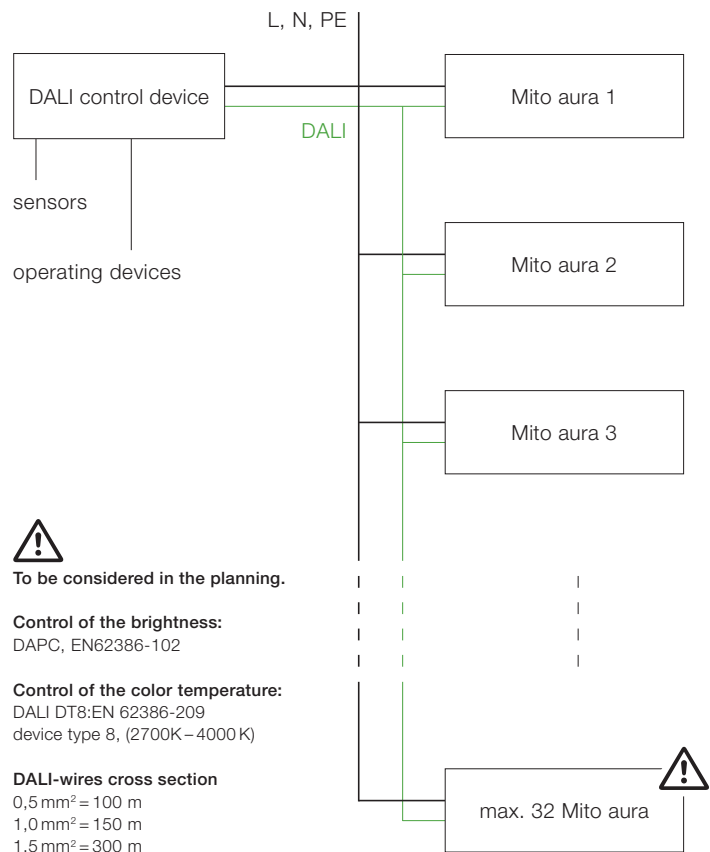 L, N, PE
DALI control device
Mito aura 1
DALI
sensors
Mito aura 2
operating devices
Mito aura 3
To be considered in the planning.
Control of the brightness:
DAPC, EN62386-102
Control of the color temperature:
DALI DT8:EN 62386-209
device type 8, (2700K – 4000 K)
DALI-wires cross section
0,5 mm² = 100 m
1,0 mm² = 150 m
1,5 mm² = 300 m
max. 32 Mito aura